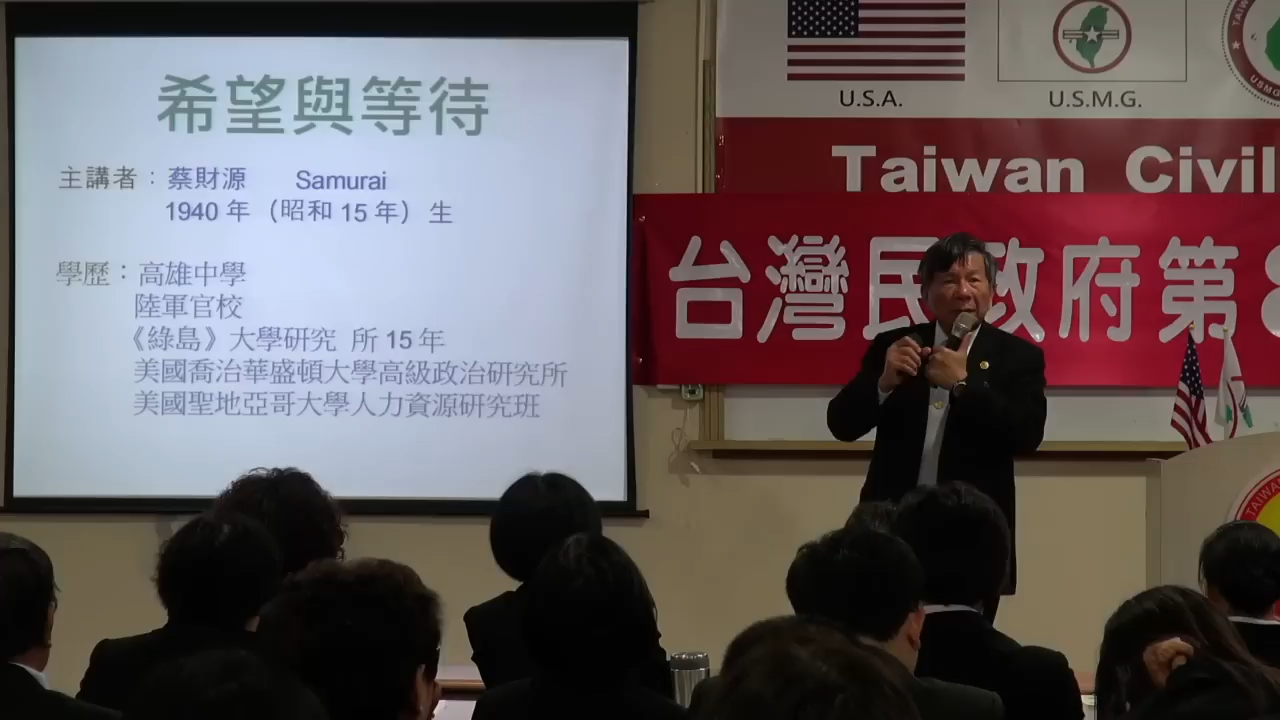 希望與等待
主講者：蔡財源 Samurai
1940 年（昭和 15 年） 生
學歷：高雄中學
陸軍官校
《綠島》大學研究 所 15 年
美國喬治華盛頓大學高級政治研究所
美國聖地亞哥大學人力資源研究班
U.S.A.
U.S.M.G.
Taiwan Civil
台灣民政府第8
TAIWAN